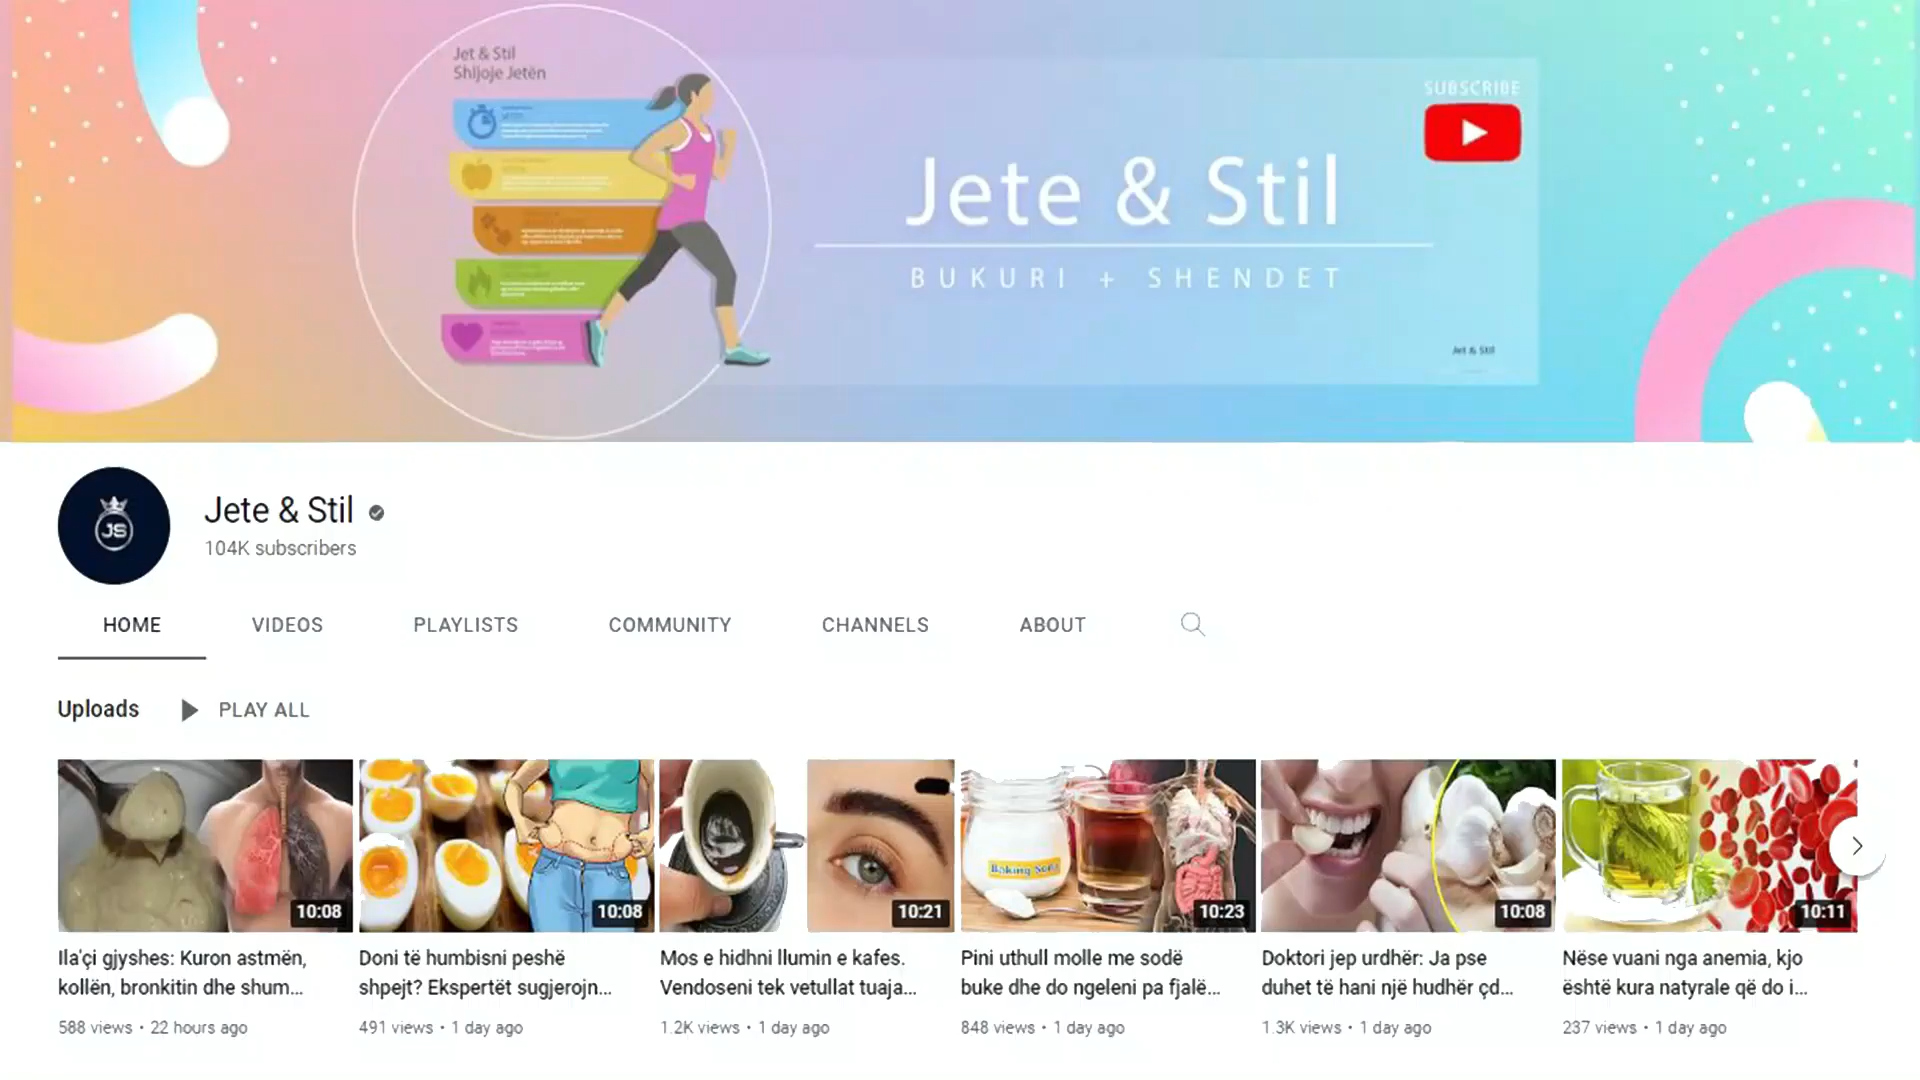 Jet & Stil
Shijoje Jetën
SUBSCRIBE
Jete & Stil
BUKURI + SHENDET
Jet & Stil
JS
Jete & Stil
104K subscribers
HOME VIDEOS PLAYLISTS COMMUNITY CHANNELS ABOUT
Uploads PLAY ALL
Baking Soda
10:08 10:08 10:21 10:23 10:08 10:11
Ila'çi gjyshes: Kuron astmën,
kollën, bronkitin dhe shum...
588 views • 22 hours ago
Doni të humbisni peshë
shpejt? Ekspertët sugjerojn...
491 views • 1 day ago
Mos e hidhni llumin e kafes.
Vendoseni tek vetullat tuaja...
1.2K views • 1 day ago
Pini uthull molle me sodë
buke dhe do ngeleni pa fjalë...
848 views • 1 day ago
Doktori jep urdhër: Ja pse
duhet të hani një hudhër çd...
1.3K views • 1 day ago
Nëse vuani nga anemia, kjo
është kura natyrale që do i...
237 views • 1 day ago